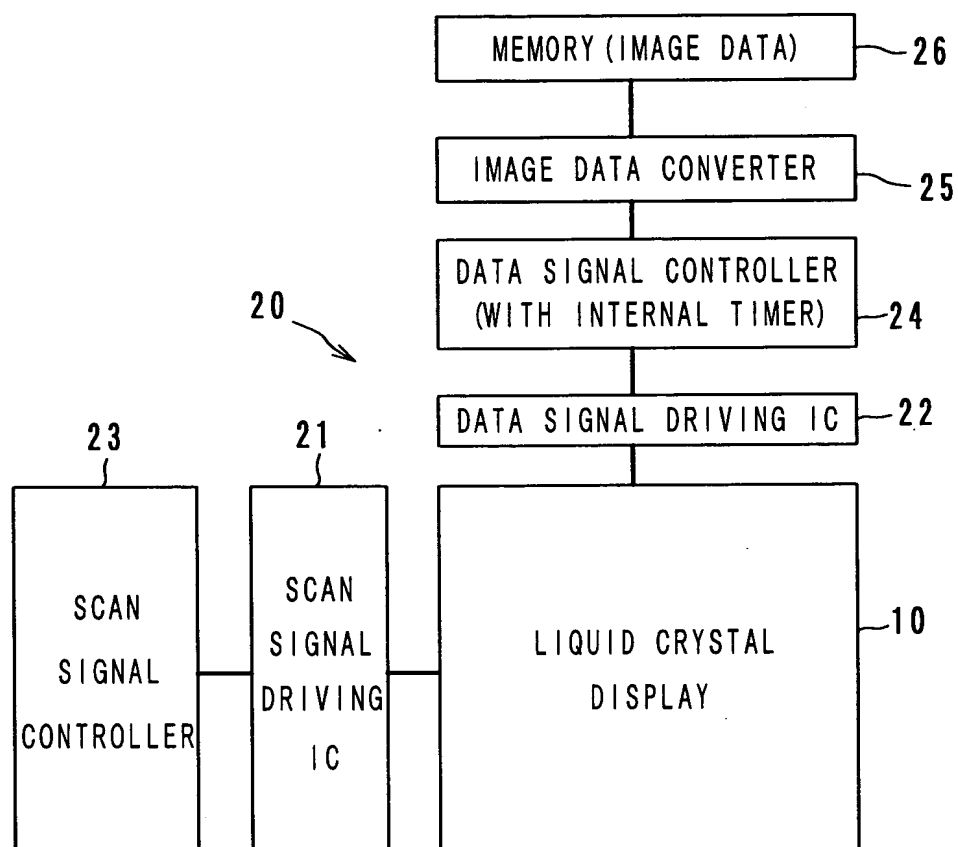 MEMORY (IMAGE DATA)
26
IMAGE DATA CONVERTER
25
DATA SIGNAL CONTROLLER
(WITH INTERNAL TIMER)
24
20
DATA SIGNAL DRIVING IC
22
23
21
SCAN
SIGNAL
CONTROLLER
SCAN
SIGNAL
DRIVING
IC
LIQUID CRYSTAL
DISPLAY
10